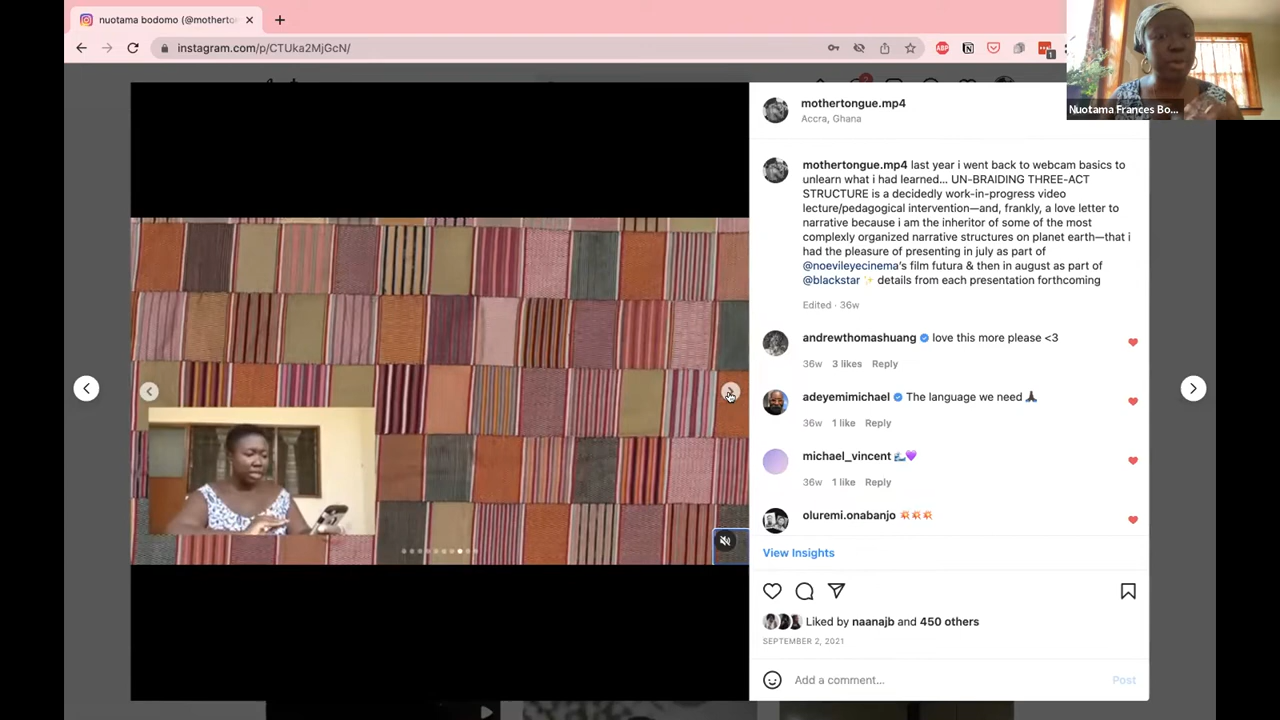 nuotama bodomo (@motherto
instagram.com/p/CTUka2MjGcN/
ABP
1
Nuotama Frances Bo...
mothertongue.mp4
Accra, Ghana
mothertongue.mp4 last year i went back to webcam basics to
unlearn what i had learned... UN-BRAIDING THREE-ACT
STRUCTURE is a decidedly work-in-progress video
lecture/pedagogical intervention—and, frankly, a love letter to
narrative because i am the inheritor of some of the most
complexly organized narrative structures on planet earth—that i
had the pleasure of presenting in july as part of
@noevileyecinema's film futura & then in august as part of
@blackstar ✨ details from each presentation forthcoming
Edited · 36w
andrewthomashuang love this more please <3
36w 3 likes Reply
adeyemimichael The language we need 🙏🏿
36w 1 like Reply
michael_vincent 🌊💜
36w 1 like Reply
oluremi.onabanjo 💥💥💥
View Insights
Liked by naanajb and 450 others
SEPTEMBER 2, 2021
Add a comment...
Post